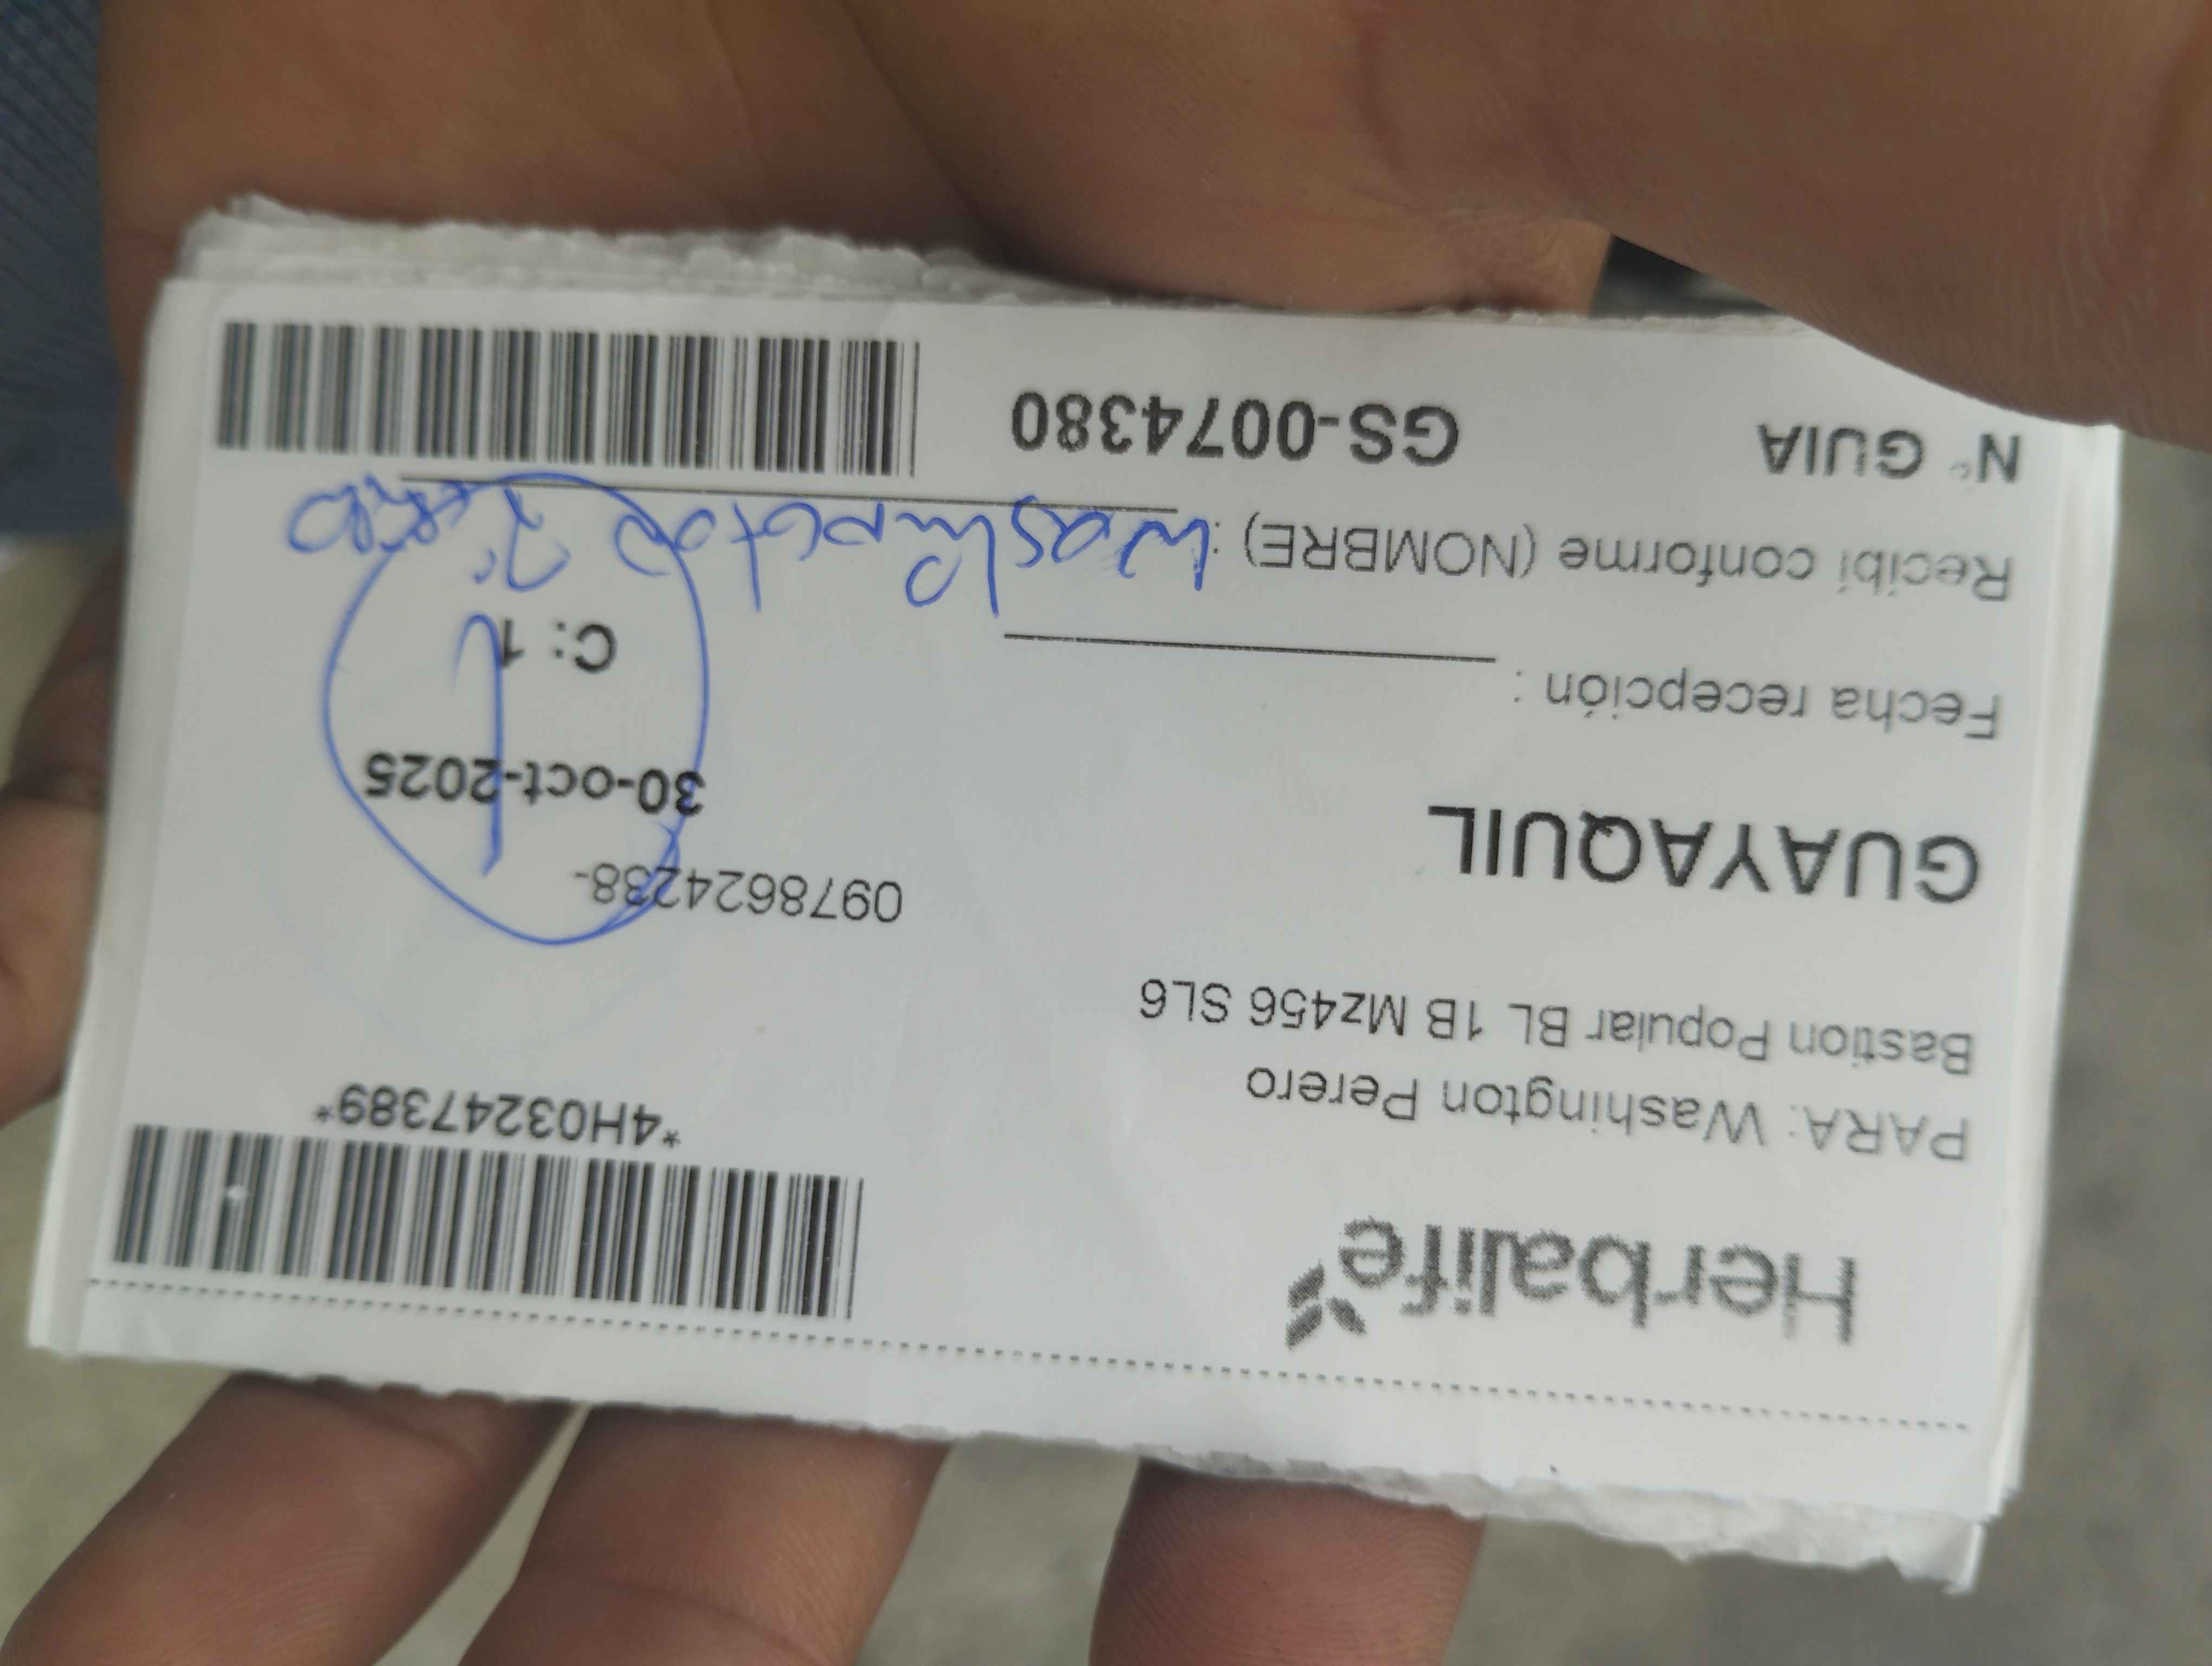 Herbalife
*4H03247389*
PARA: Washington Perero
Bastion Popular BL 1B Mz456 SL6
0978624238-
GUAYAQUIL
30-oct-2025
Fecha recepción :
C: 1
Recibí conforme (NOMBRE) : Washington
N° GUIA GS-0074380